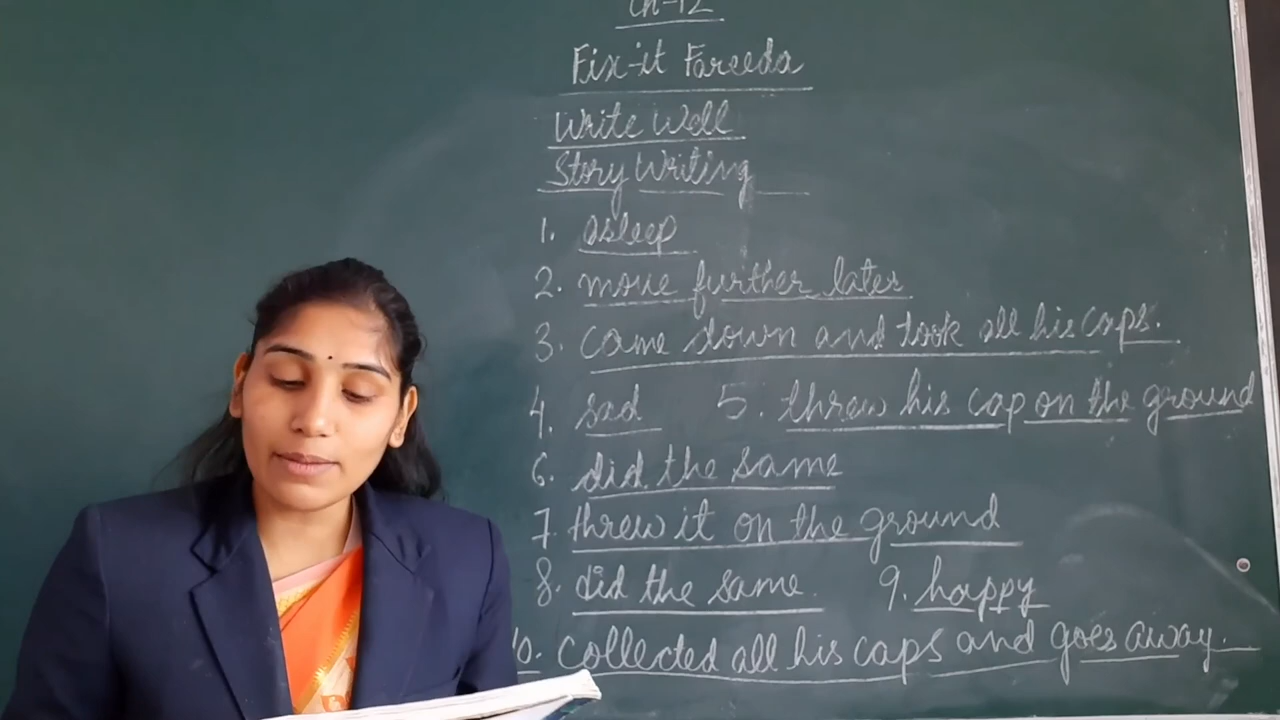 Ch-12
Fix-it Fareeda
Write Well
Story Writing
1. asleep
2. move further later
3. came down and took all his caps.
4. sad 5. threw his cap on the ground
6. did the same
7. threw it on the ground
8. did the same. 9. happy
10. collected all his caps and goes away.